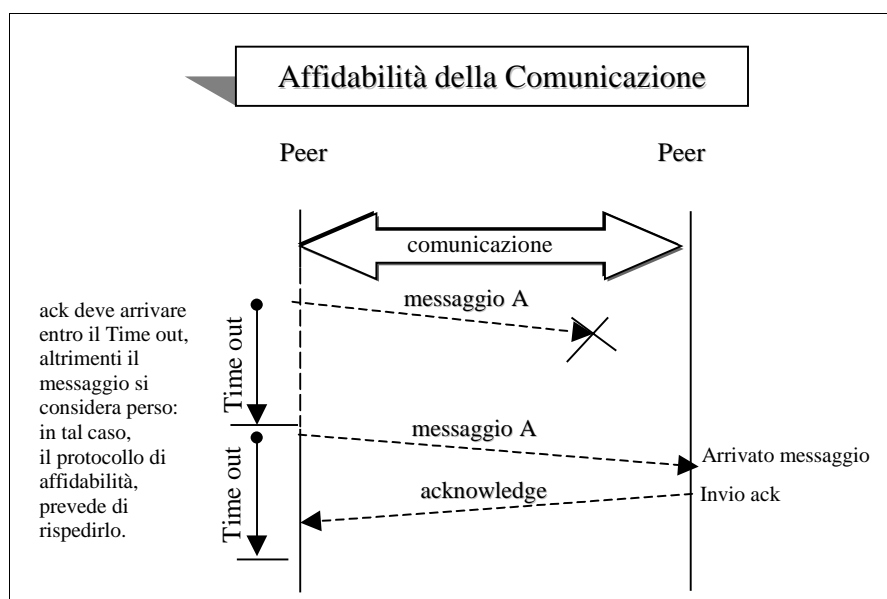 Affidabilità della Comunicazione
Peer
Peer
comunicazione
ack deve arrivare
entro il Time out,
altrimenti il
messaggio si
considera perso:
in tal caso,
il protocollo di
affidabilità,
prevede di
rispedirlo.
Time out
messaggio A
Time out
messaggio A
Arrivato messaggio
acknowledge
Invio ack